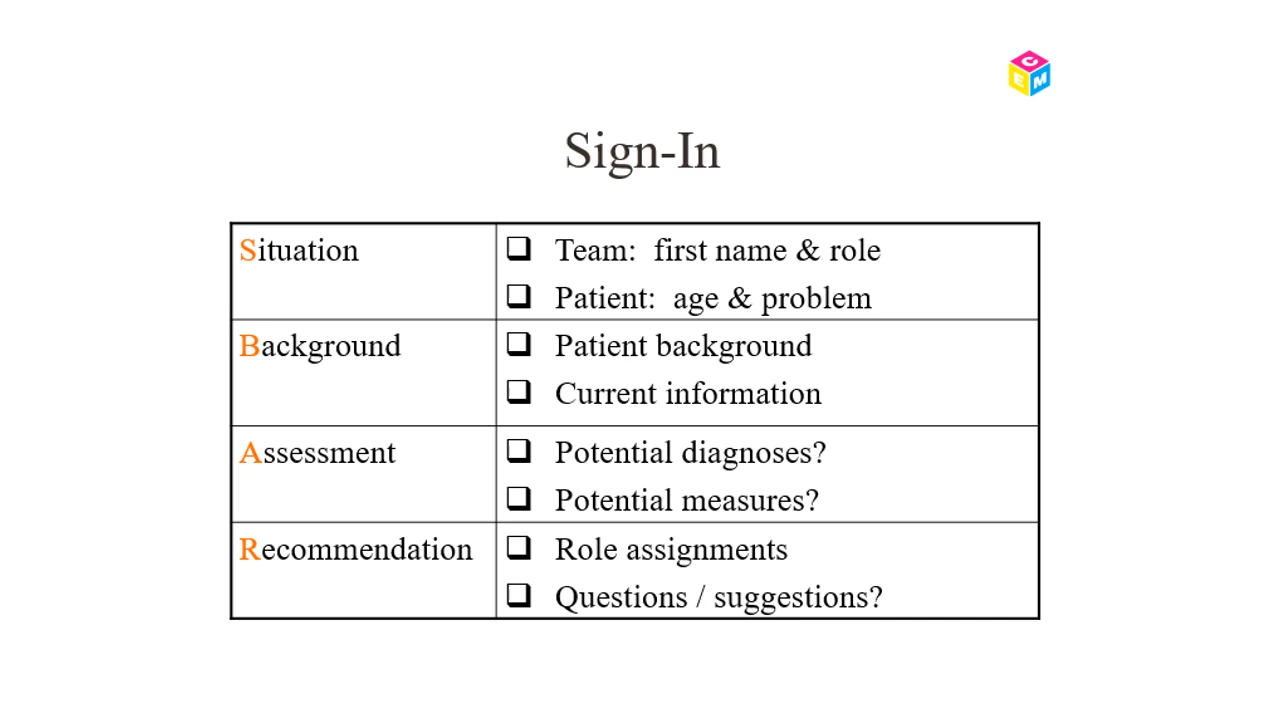 C
E M
Sign-In
Situation
Team: first name & role
Patient: age & problem
Background
Patient background
Current information
Assessment
Potential diagnoses?
Potential measures?
Recommendation
Role assignments
Questions / suggestions?